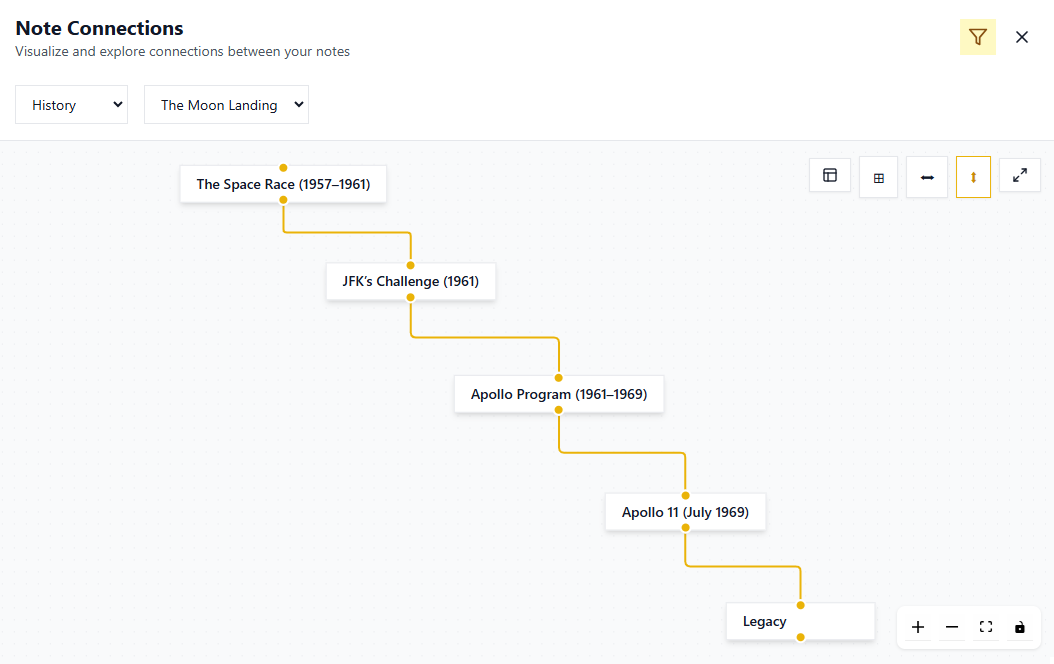 Note Connections
Visualize and explore connections between your notes
History
The Moon Landing
The Space Race (1957–1961)
JFK’s Challenge (1961)
Apollo Program (1961–1969)
Apollo 11 (July 1969)
Legacy